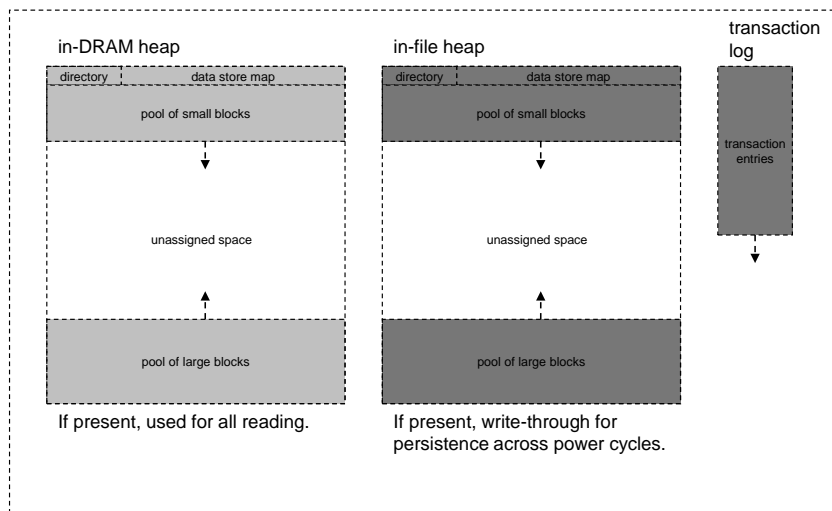 in-DRAM heap
directory
data store map
pool of small blocks
unassigned space
pool of large blocks
If present, used for all reading.
in-file heap
directory
data store map
pool of small blocks
unassigned space
pool of large blocks
If present, write-through for
persistence across power cycles.
transaction
log
transaction
entries